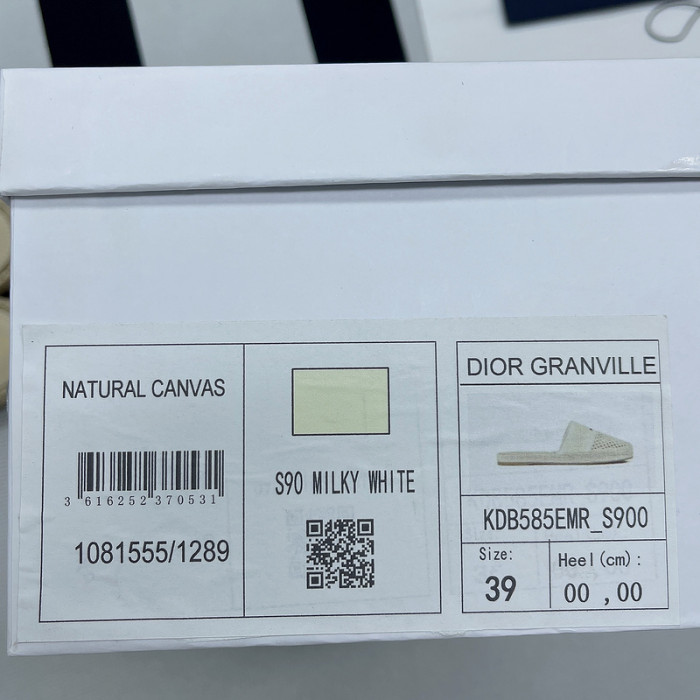 NATURAL CANVAS
3 616252 370531
1081555/1289
S90 MILKY WHITE
DIOR GRANVILLE
KDB585EMR_S900
Size:
39
Heel(cm):
00 ,00